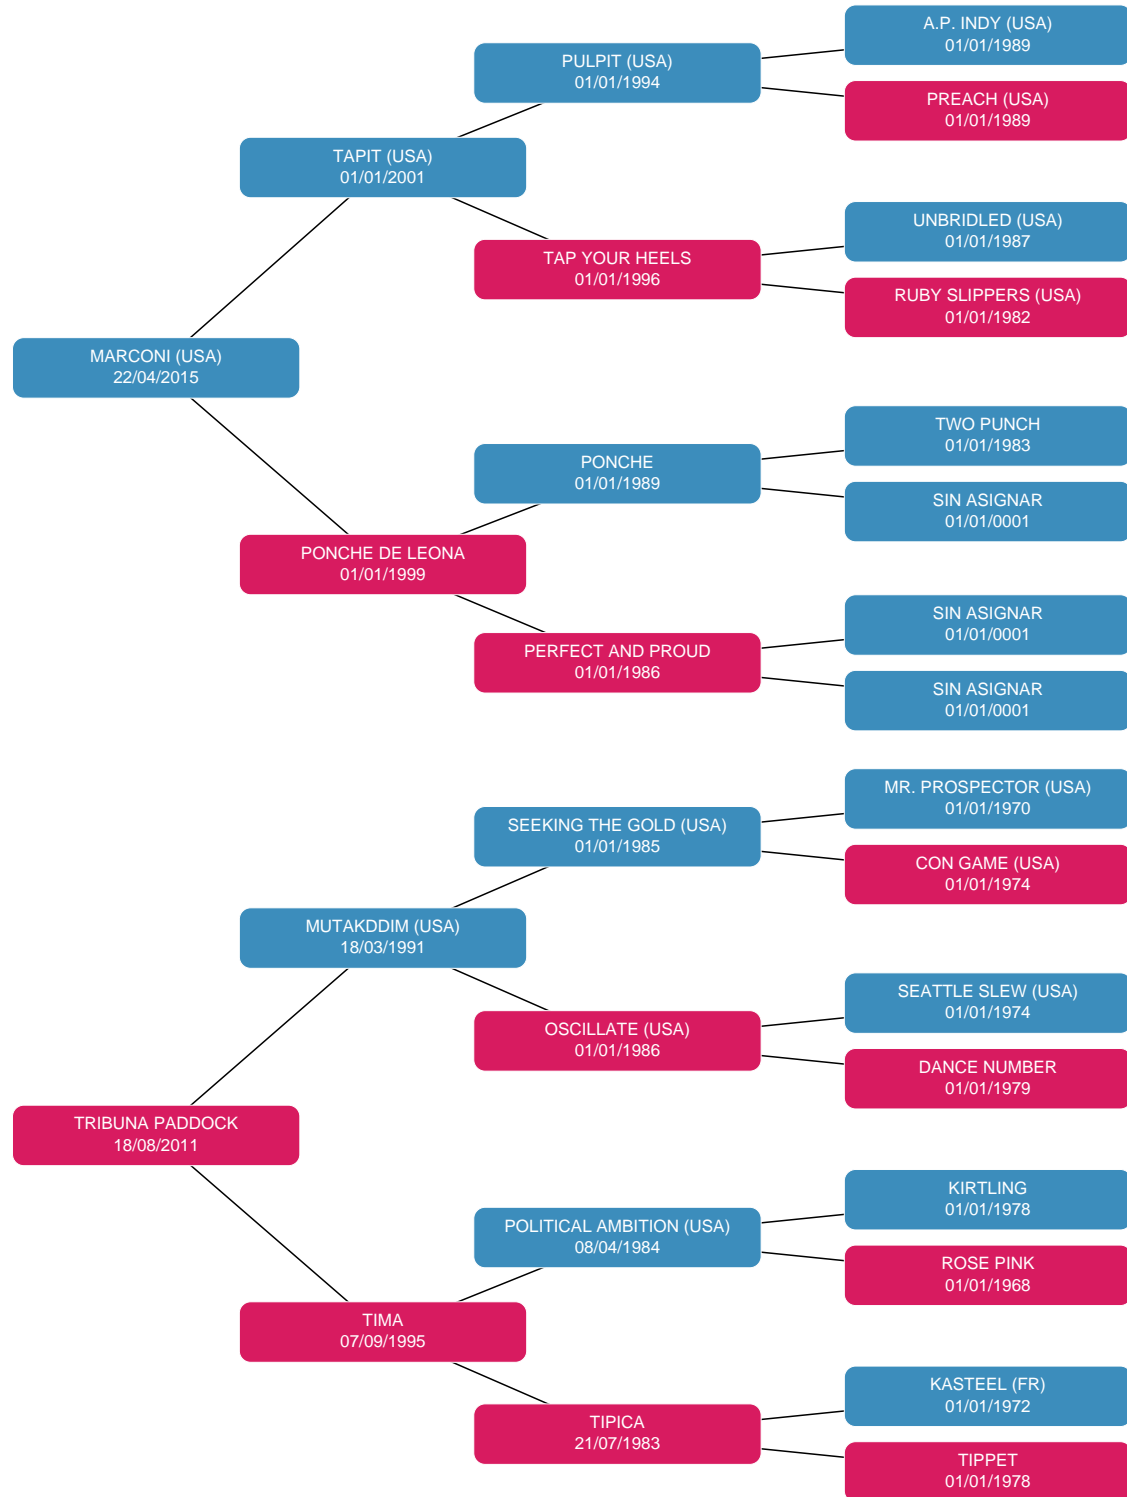 A.P. INDY (USA)
01/01/1989
PULPIT (USA)
01/01/1994
PREACH (USA)
01/01/1989
TAPIT (USA)
01/01/2001
UNBRIDLED (USA)
01/01/1987
TAP YOUR HEELS
01/01/1996
RUBY SLIPPERS (USA)
01/01/1982
MARCONI (USA)
22/04/2015
TWO PUNCH
01/01/1983
PONCHE
01/01/1989
SIN ASIGNAR
01/01/0001
PONCHE DE LEONA
01/01/1999
SIN ASIGNAR
01/01/0001
PERFECT AND PROUD
01/01/1986
SIN ASIGNAR
01/01/0001
MR. PROSPECTOR (USA)
01/01/1970
SEEKING THE GOLD (USA)
01/01/1985
CON GAME (USA)
01/01/1974
MUTAKDDIM (USA)
18/03/1991
SEATTLE SLEW (USA)
01/01/1974
OSCILLATE (USA)
01/01/1986
DANCE NUMBER
01/01/1979
TRIBUNA PADDOCK
18/08/2011
KIRTLING
01/01/1978
POLITICAL AMBITION (USA)
08/04/1984
ROSE PINK
01/01/1968
TIMA
07/09/1995
KASTEEL (FR)
01/01/1972
TIPICA
21/07/1983
TIPPET
01/01/1978